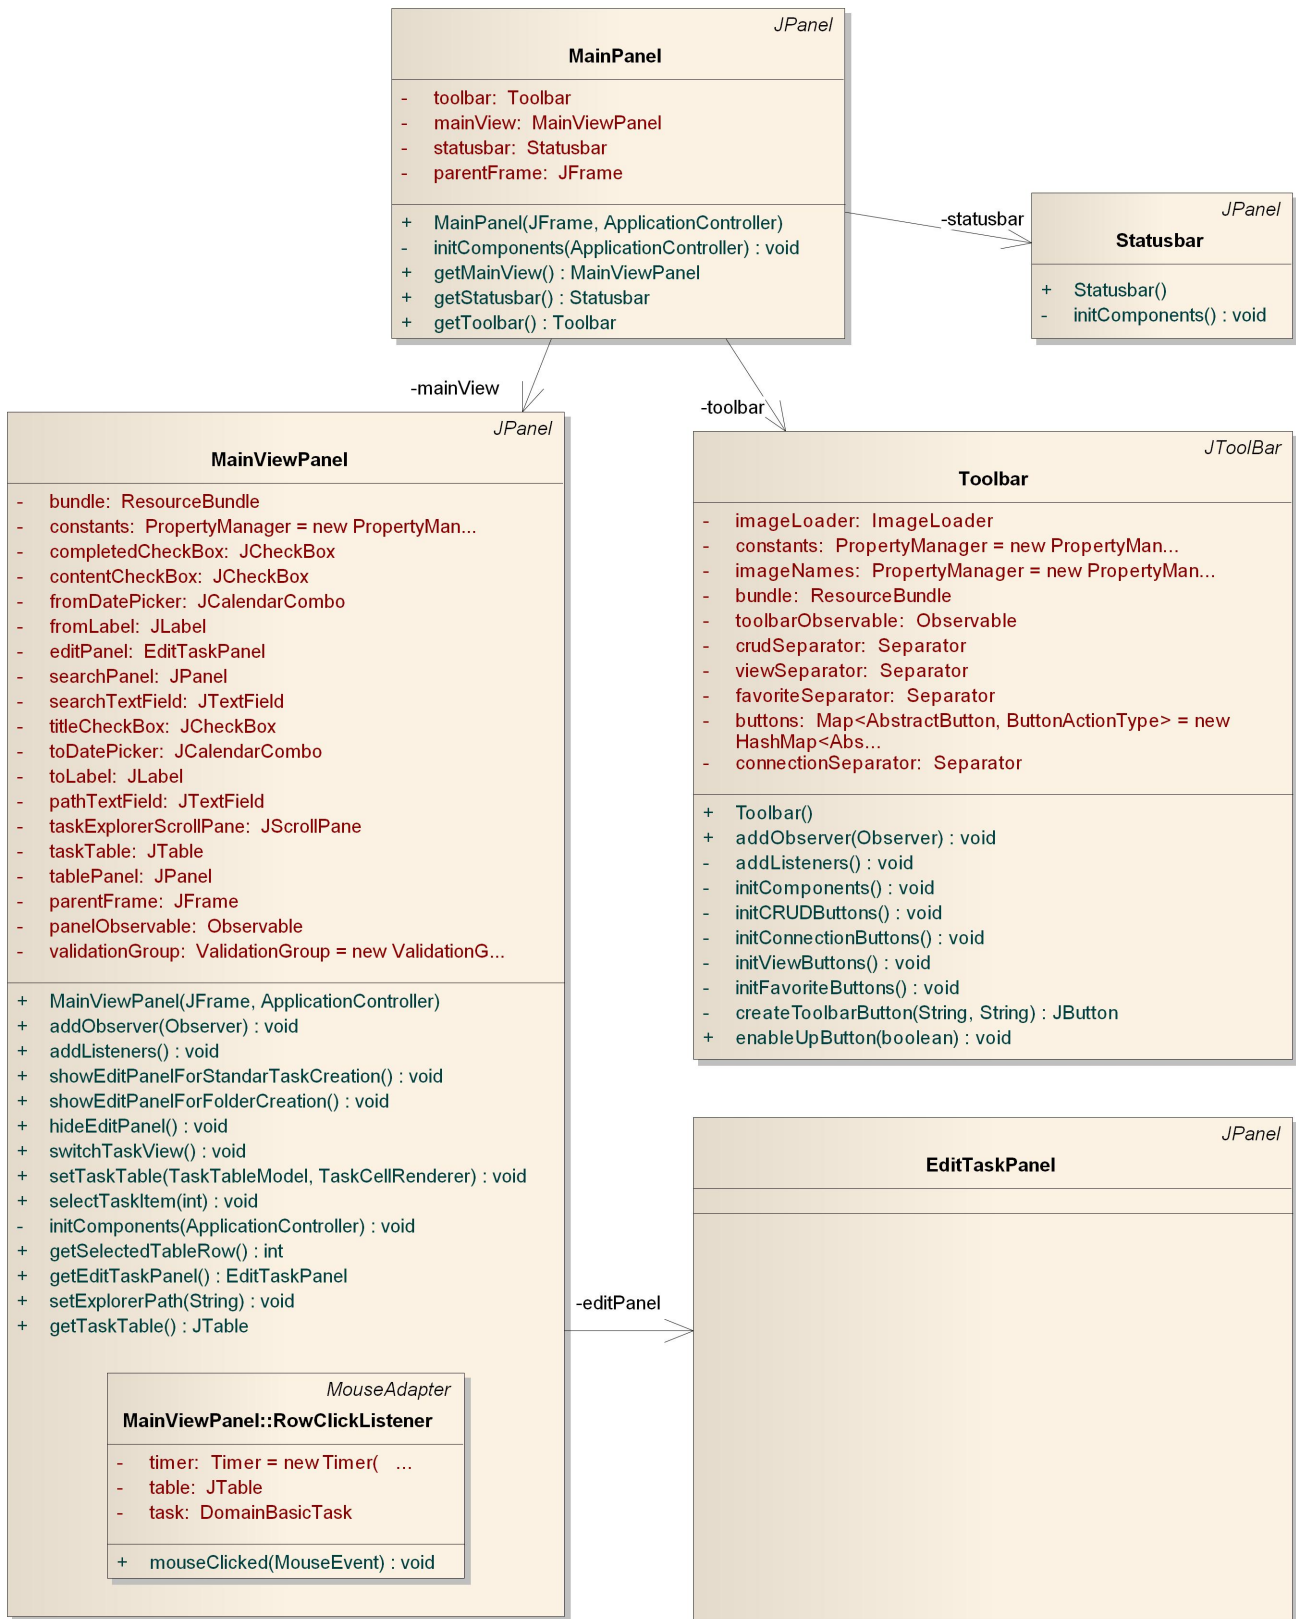 JPanel
MainPanel
- toolbar: Toolbar
- mainView: MainViewPanel
- statusbar: Statusbar
- parentFrame: JFrame
+ MainPanel(JFrame, ApplicationController)
- initComponents(ApplicationController) : void
+ getMainView() : MainViewPanel
+ getStatusbar() : Statusbar
+ getToolbar() : Toolbar
-statusbar
JPanel
Statusbar
+ Statusbar()
- initComponents() : void
-mainView
-toolbar
JPanel
MainViewPanel
- bundle: ResourceBundle
- constants: PropertyManager = new PropertyMan...
- completedCheckBox: JCheckBox
- contentCheckBox: JCheckBox
- fromDatePicker: JCalendarCombo
- fromLabel: JLabel
- editPanel: EditTaskPanel
- searchPanel: JPanel
- searchTextField: JTextField
- titleCheckBox: JCheckBox
- toDatePicker: JCalendarCombo
- toLabel: JLabel
- pathTextField: JTextField
- taskExplorerScrollPane: JScrollPane
- taskTable: JTable
- tablePanel: JPanel
- parentFrame: JFrame
- panelObservable: Observable
- validationGroup: ValidationGroup = new ValidationG...
+ MainViewPanel(JFrame, ApplicationController)
+ addObserver(Observer) : void
+ addListeners() : void
+ showEditPanelForStandarTaskCreation() : void
+ showEditPanelForFolderCreation() : void
+ hideEditPanel() : void
+ switchTaskView() : void
+ setTaskTable(TaskTableModel, TaskCellRenderer) : void
+ selectTaskItem(int) : void
- initComponents(ApplicationController) : void
+ getSelectedTableRow() : int
+ getEditTaskPanel() : EditTaskPanel
+ setExplorerPath(String) : void
+ getTaskTable() : JTable
MouseAdapter
MainViewPanel::RowClickListener
- timer: Timer = new Timer( ...
- table: JTable
- task: DomainBasicTask
+ mouseClicked(MouseEvent) : void
JToolBar
Toolbar
- imageLoader: ImageLoader
- constants: PropertyManager = new PropertyMan...
- imageNames: PropertyManager = new PropertyMan...
- bundle: ResourceBundle
- toolbarObservable: Observable
- crudSeparator: Separator
- viewSeparator: Separator
- favoriteSeparator: Separator
- buttons: Map<AbstractButton, ButtonActionType> = new
HashMap<Abs...
- connectionSeparator: Separator
+ Toolbar()
+ addObserver(Observer) : void
- addListeners() : void
- initComponents() : void
- initCRUDButtons() : void
- initConnectionButtons() : void
- initViewButtons() : void
- initFavoriteButtons() : void
- createToolbarButton(String, String) : JButton
+ enableUpButton(boolean) : void
-editPanel
JPanel
EditTaskPanel